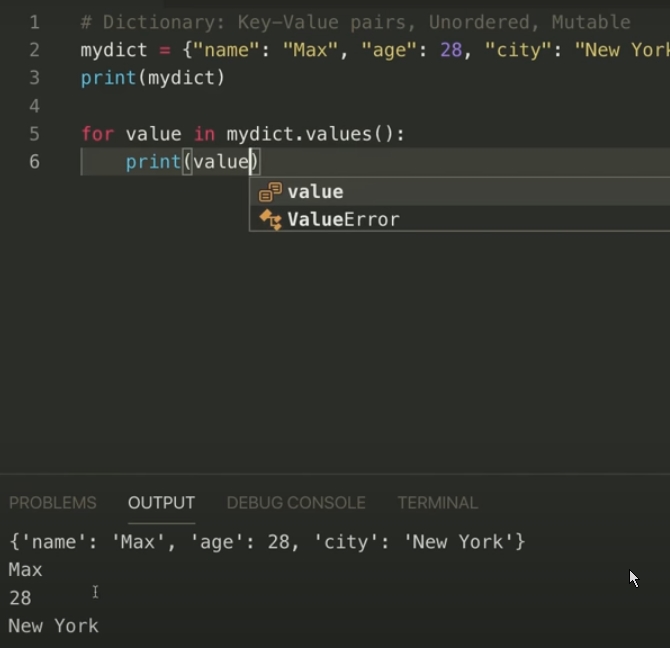 1 # Dictionary: Key-Value pairs, Unordered, Mutable
2 mydict = {"name": "Max", "age": 28, "city": "New York
3 print(mydict)
4
5 for value in mydict.values():
6     print(value)
value
ValueError
PROBLEMS OUTPUT DEBUG CONSOLE TERMINAL
{'name': 'Max', 'age': 28, 'city': 'New York'}
Max
28
New York